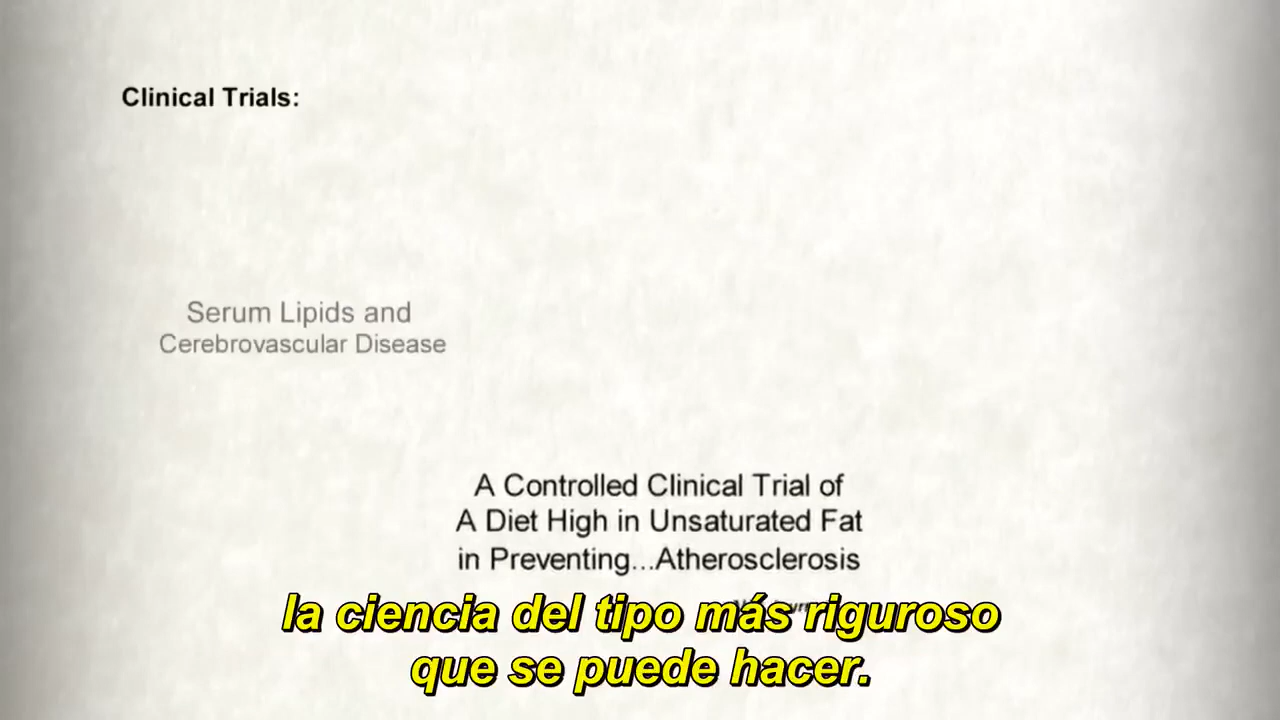 Clinical Trials:
Serum Lipids and
Cerebrovascular Disease
A Controlled Clinical Trial of
A Diet High in Unsaturated Fat
in Preventing...Atherosclerosis
la ciencia del tipo más riguroso
que se puede hacer.